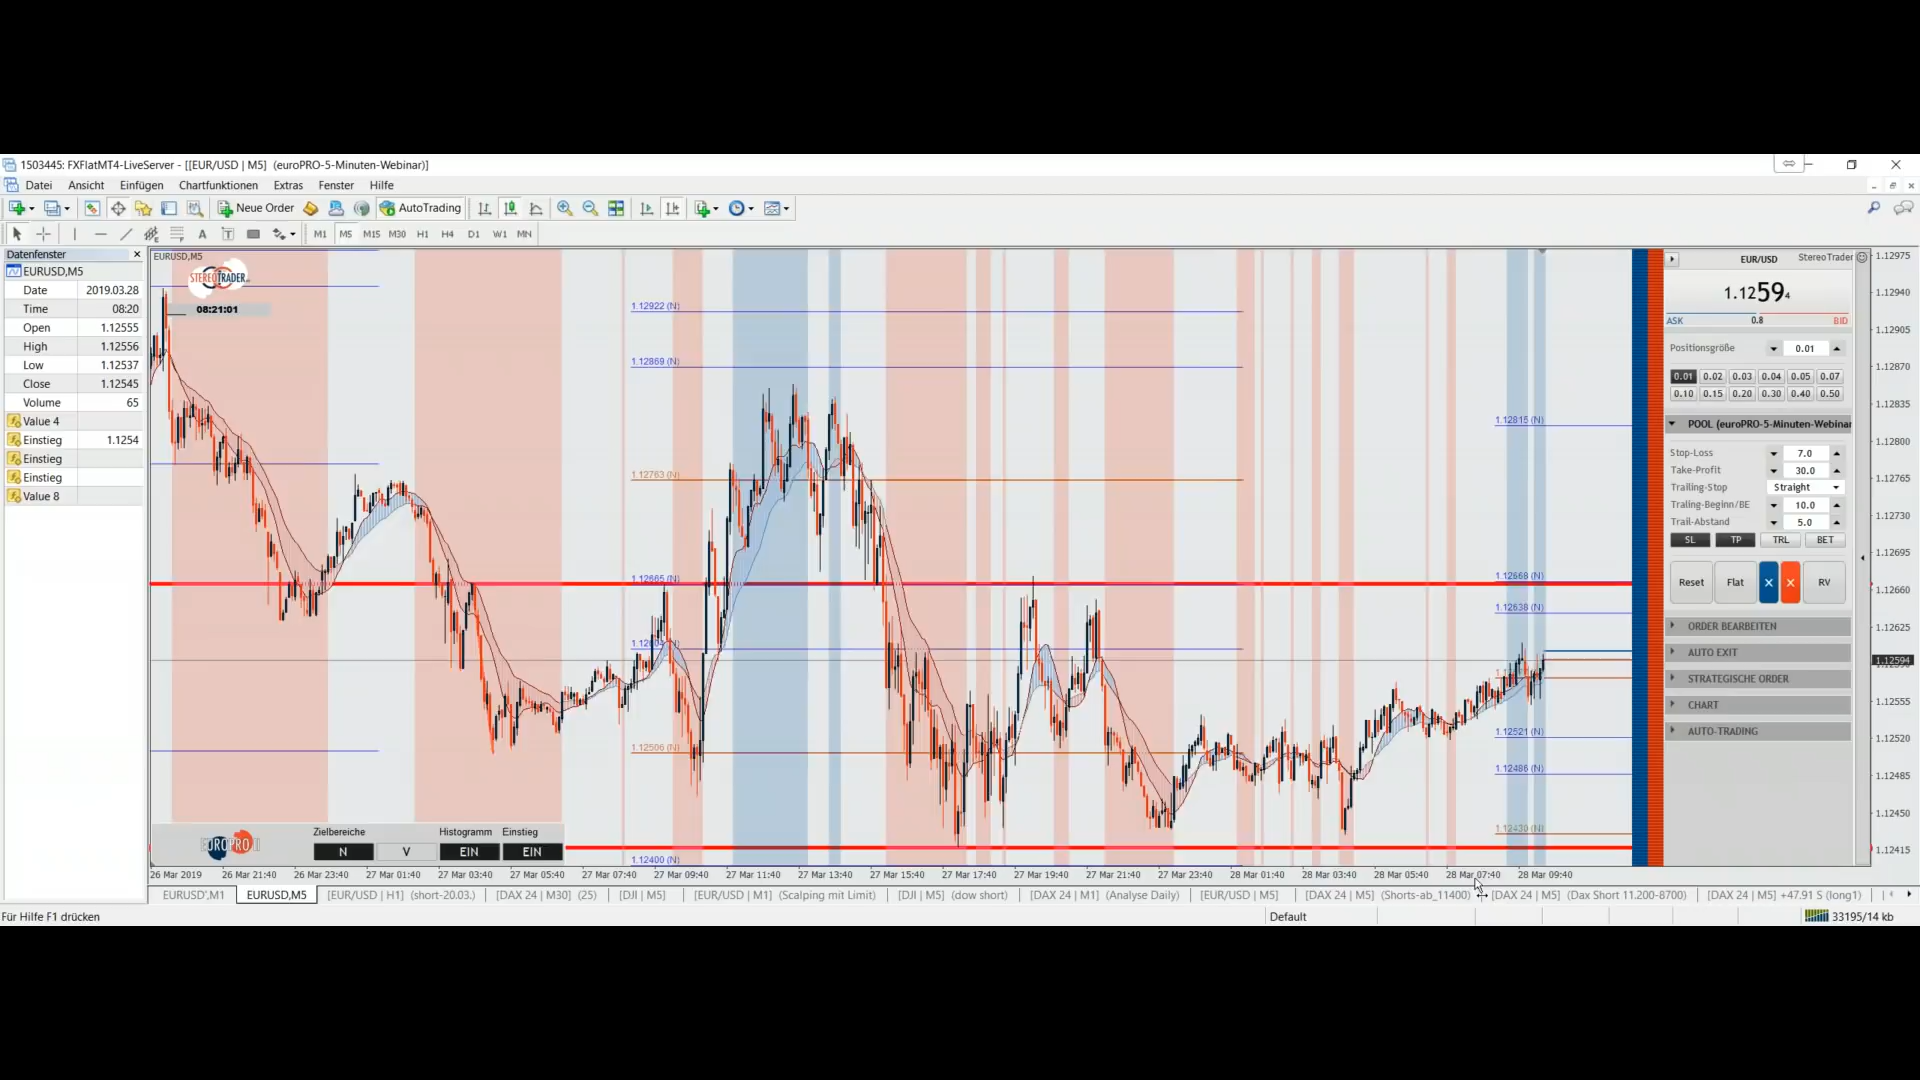 1503445: FXFlatMT4-LiveServer - [[EUR/USD | M5] (euroPRO-5-Minuten-Webinar)]
Datei Ansicht Einfügen Chartfunktionen Extras Fenster Hilfe
Neue Order AutoTrading
A T M1 M5 M15 M30 H1 H4 D1 W1 MN
Datenfenster
EURUSD,M5
Date 2019.03.28
Time 08:20
Open 1.12555
High 1.12556
Low 1.12537
Close 1.12545
Volume 65
Value 4
Einstieg 1.1254
Einstieg
Einstieg
Value 8
EURUSD,M5
STEREOTRADER
08:21:01
1.12922 (N)
1.12869 (N)
1.12763 (N)
1.12665 (N)
1.12506 (N)
1.12400 (N)
1.12815 (N)
1.12668 (N)
1.12638 (N)
1.12521 (N)
1.12486 (N)
1.12430 (N)
EUROPRO
Zielbereiche Histogramm Einstieg
N V EIN EIN
26 Mar 2019 26 Mar 21:40 26 Mar 23:40 27 Mar 01:40 27 Mar 03:40 27 Mar 05:40 27 Mar 07:40 27 Mar 09:40 27 Mar 11:40 27 Mar 13:40 27 Mar 15:40 27 Mar 17:40 27 Mar 19:40 27 Mar 21:40 27 Mar 23:40 28 Mar 01:40 28 Mar 03:40 28 Mar 05:40 28 Mar 07:40 28 Mar 09:40
EUR/USD StereoTrader
1.12594
ASK 0.8 BID
Positionsgröße 0.01
0.01 0.02 0.03 0.04 0.05 0.07
0.10 0.15 0.20 0.30 0.40 0.50
POOL (euroPRO-5-Minuten-Webinar
Stop-Loss 7.0
Take-Profit 30.0
Trailing-Stop Straight
Traling-Beginn/BE 10.0
Trail-Abstand 5.0
SL TP TRL BET
Reset Flat × × RV
ORDER BEARBEITEN
AUTO EXIT
STRATEGISCHE ORDER
CHART
AUTO-TRADING
1.12975
1.12940
1.12905
1.12870
1.12835
1.12800
1.12765
1.12730
1.12695
1.12660
1.12625
1.12594
1.12555
1.12520
1.12485
1.12450
1.12415
EURUSD',M1 EURUSD,M5 [EUR/USD | H1] (short-20.03.) [DAX 24 | M30] (25) [DJI | M5] [EUR/USD | M1] (Scalping mit Limit) [DJI | M5] (dow short) [DAX 24 | M1] (Analyse Daily) [EUR/USD | M5] [DAX 24 | M5] (Shorts-ab_11400) [DAX 24 | M5] (Dax Short 11.200-8700) [DAX 24 | M5] +47.91 S (long1)
Für Hilfe F1 drücken Default 33195/14 kb